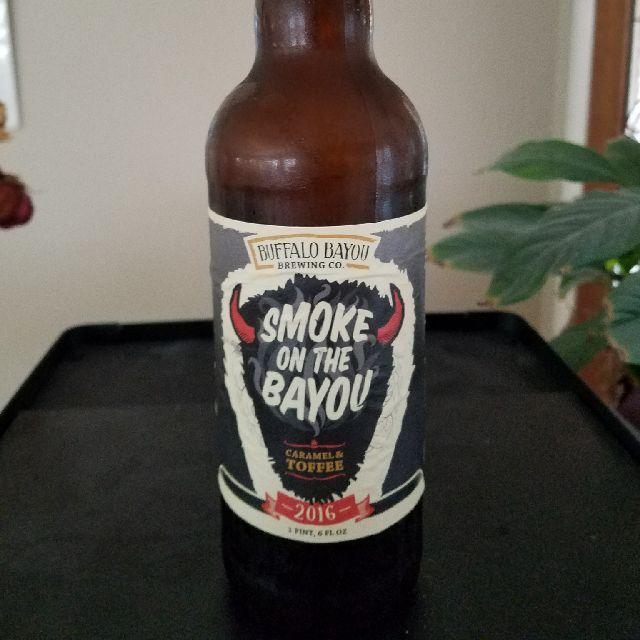 BUFFALO BAYOU
BREWING CO.
SMOKE
ON THE
BAYOU
CARAMEL &
TOFFEE
2016
1 PINT, 6 FL OZ